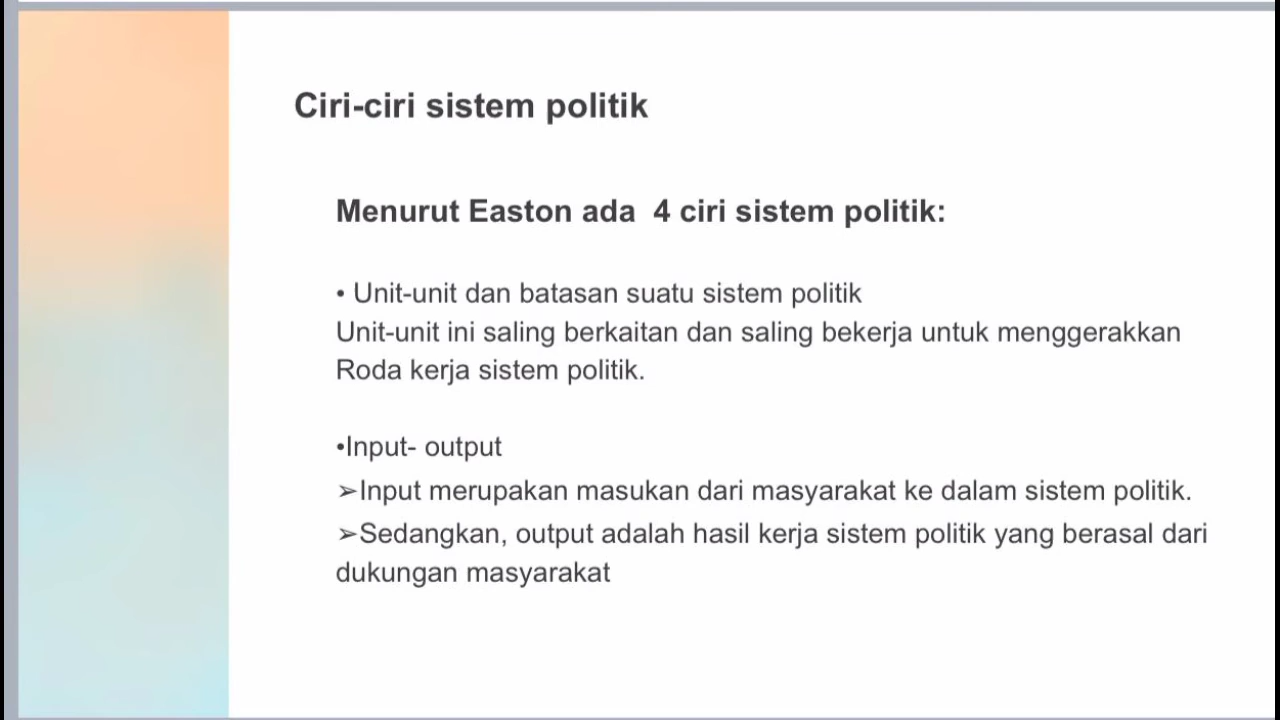 Ciri-ciri sistem politik
Menurut Easton ada  4 ciri sistem politik:
• Unit-unit dan batasan suatu sistem politik
Unit-unit ini saling berkaitan dan saling bekerja untuk menggerakkan
Roda kerja sistem politik.
•Input- output
➢Input merupakan masukan dari masyarakat ke dalam sistem politik.
➢Sedangkan, output adalah hasil kerja sistem politik yang berasal dari
dukungan masyarakat